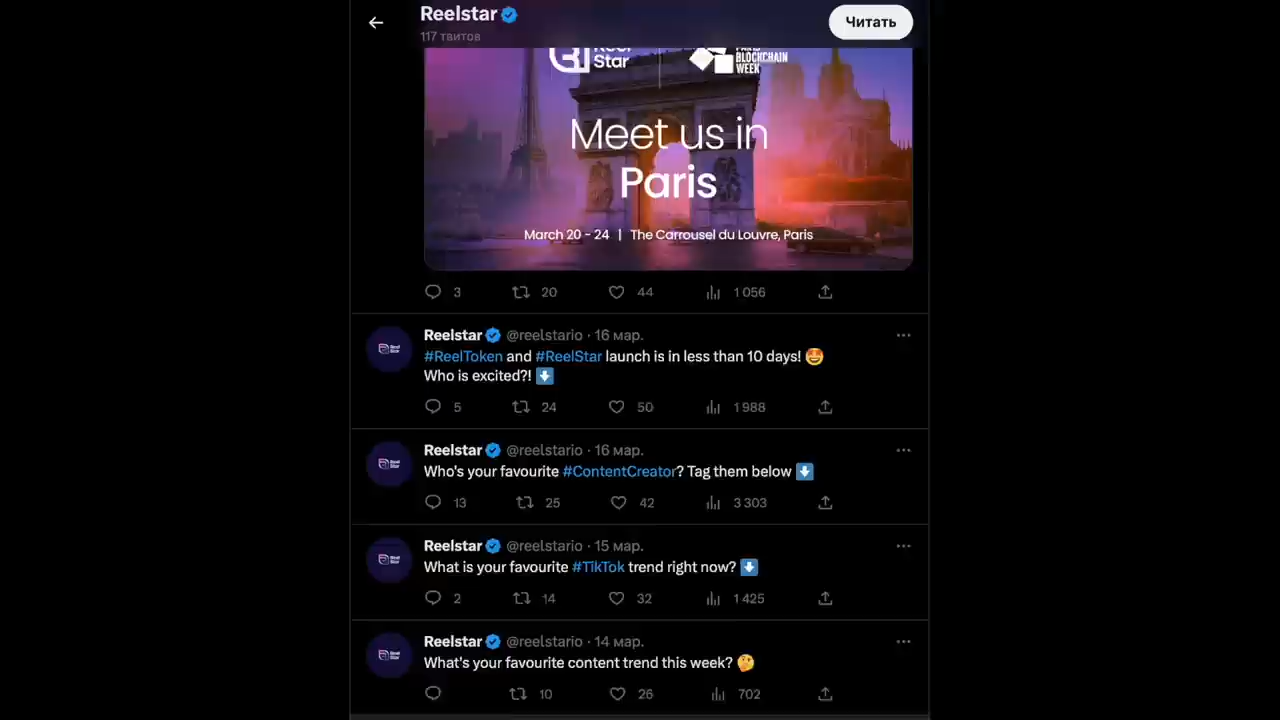 Reelstar
117 твитов
Читать
Reel
Star
PARIS
BLOCKCHAIN
WEEK
Meet us in
Paris
March 20 - 24 | The Carrousel du Louvre, Paris
3 20 44 1 056
Reelstar @reelstario · 16 мар.
#ReelToken and #ReelStar launch is in less than 10 days! 🤩
Who is excited?! ⬇️
5 24 50 1 988
Reelstar @reelstario · 16 мар.
Who's your favourite #ContentCreator? Tag them below ⬇️
13 25 42 3 303
Reelstar @reelstario · 15 мар.
What is your favourite #TikTok trend right now? ⬇️
2 14 32 1 425
Reelstar @reelstario · 14 мар.
What's your favourite content trend this week? 🤔
10 26 702